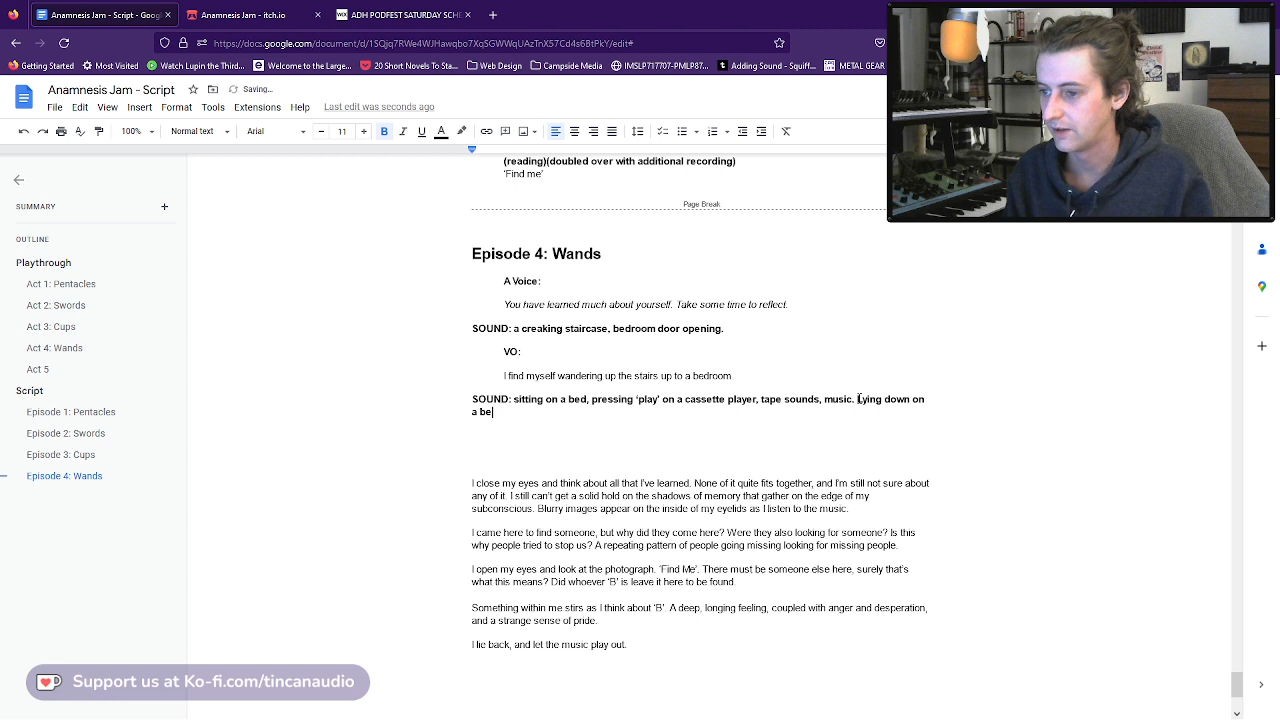 Anamnesis Jam - Script - Goog
Anamnesis Jam - itch.io
ADH PODFEST SATURDAY SCHE
https://docs.google.com/document/d/1SQjq7RWe4WJHawqbo7XqSGWWqUAzTnX57Cd4s6BtPkY/edit#
Getting Started
Most Visited
Watch Lupin the Third...
Welcome to the Large...
20 Short Novels To Sta...
Web Design
Campside Media
IMSLP717707-PMLP87...
Adding Sound - Squiff...
METAL GEAR
Anamnesis Jam - Script
Saving...
File Edit View Insert Format Tools Extensions Help
Last edit was seconds ago
100%
Normal text
Arial
11
B I U A
SUMMARY
OUTLINE
Playthrough
Act 1: Pentacles
Act 2: Swords
Act 3: Cups
Act 4: Wands
Act 5
Script
Episode 1: Pentacles
Episode 2: Swords
Episode 3: Cups
Episode 4: Wands
(reading)(doubled over with additional recording)
‘Find me’
Page Break
Episode 4: Wands
A Voice:
You have learned much about yourself. Take some time to reflect.
SOUND: a creaking staircase, bedroom door opening.
VO:
I find myself wandering up the stairs up to a bedroom.
SOUND: sitting on a bed, pressing ‘play’ on a cassette player, tape sounds, music. Lying down on
a be
I close my eyes and think about all that I’ve learned. None of it quite fits together, and I’m still not sure about
any of it. I still can’t get a solid hold on the shadows of memory that gather on the edge of my
subconscious. Blurry images appear on the inside of my eyelids as I listen to the music.
I came here to find someone, but why did they come here? Were they also looking for someone? Is this
why people tried to stop us? A repeating pattern of people going missing looking for missing people.
I open my eyes and look at the photograph. ‘Find Me’. There must be someone else here, surely that’s
what this means? Did whoever ‘B’ is leave it here to be found.
Something within me stirs as I think about ‘B’. A deep, longing feeling, coupled with anger and desperation,
and a strange sense of pride.
I lie back, and let the music play out.
Support us at Ko-fi.com/tincanaudio